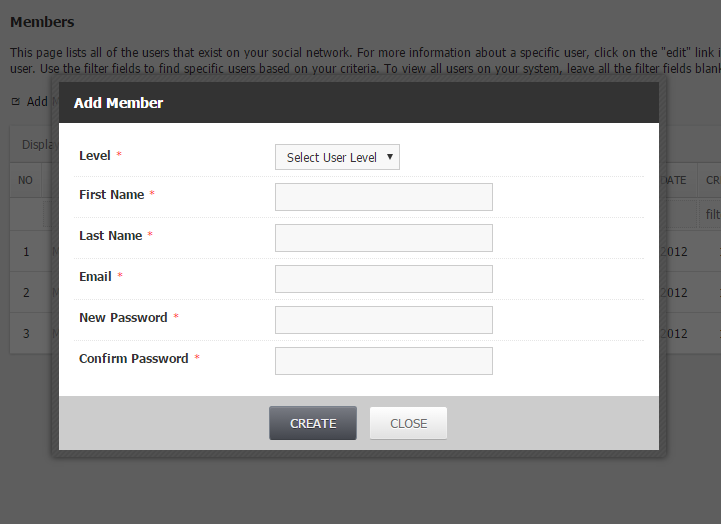 Members
This page lists all of the users that exist on your social network. For more information about a specific user, click on the "edit" link i
user. Use the filter fields to find specific users based on your criteria. To view all users on your system, leave all the filter fields blank
Add
Add Member
Displa
Level *
Select User Level
NO
DATE
CR
First Name *
filt
Last Name *
1
2012
Email *
2
2012
New Password *
3
2012
Confirm Password *
CREATE
CLOSE